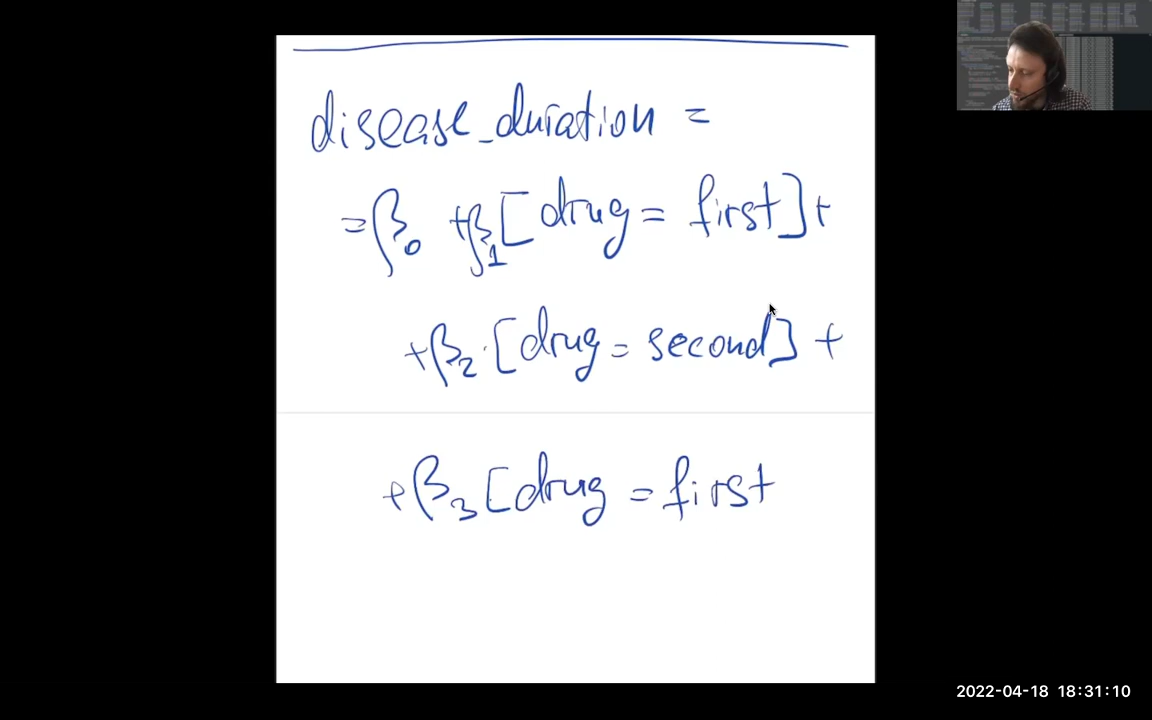 disease_duration =
= β₀ + β₁ [drug = first] +
+ β₂ · [drug = second] +
+ β₃ [drug = first
2022-04-18 18:31:10